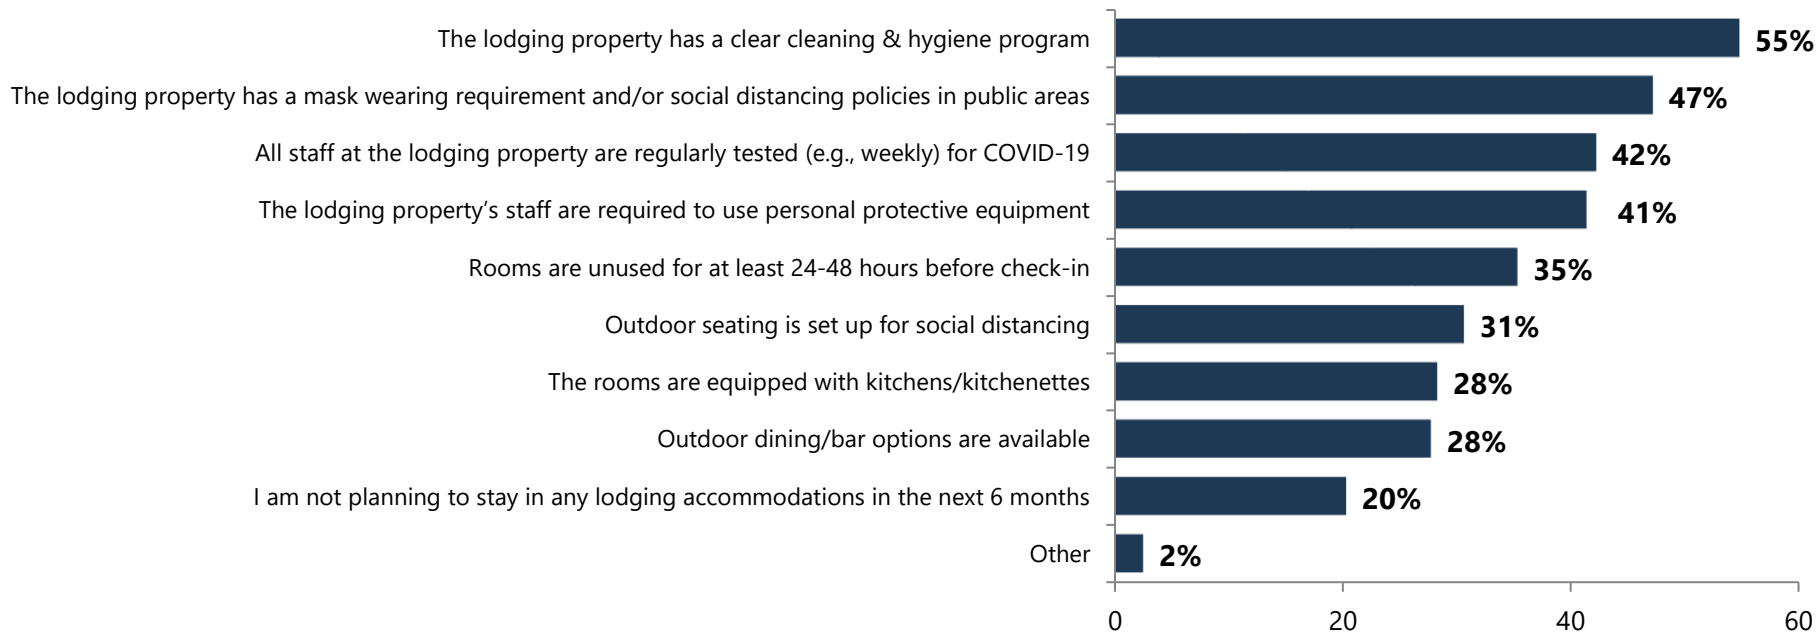 The lodging property has a clear cleaning & hygiene program 55%
The lodging property has a mask wearing requirement and/or social distancing policies in public areas 47%
All staff at the lodging property are regularly tested (e.g., weekly) for COVID-19 42%
The lodging property’s staff are required to use personal protective equipment 41%
Rooms are unused for at least 24-48 hours before check-in 35%
Outdoor seating is set up for social distancing 31%
The rooms are equipped with kitchens/kitchenettes 28%
Outdoor dining/bar options are available 28%
I am not planning to stay in any lodging accommodations in the next 6 months 20%
Other 2%
0 20 40 60